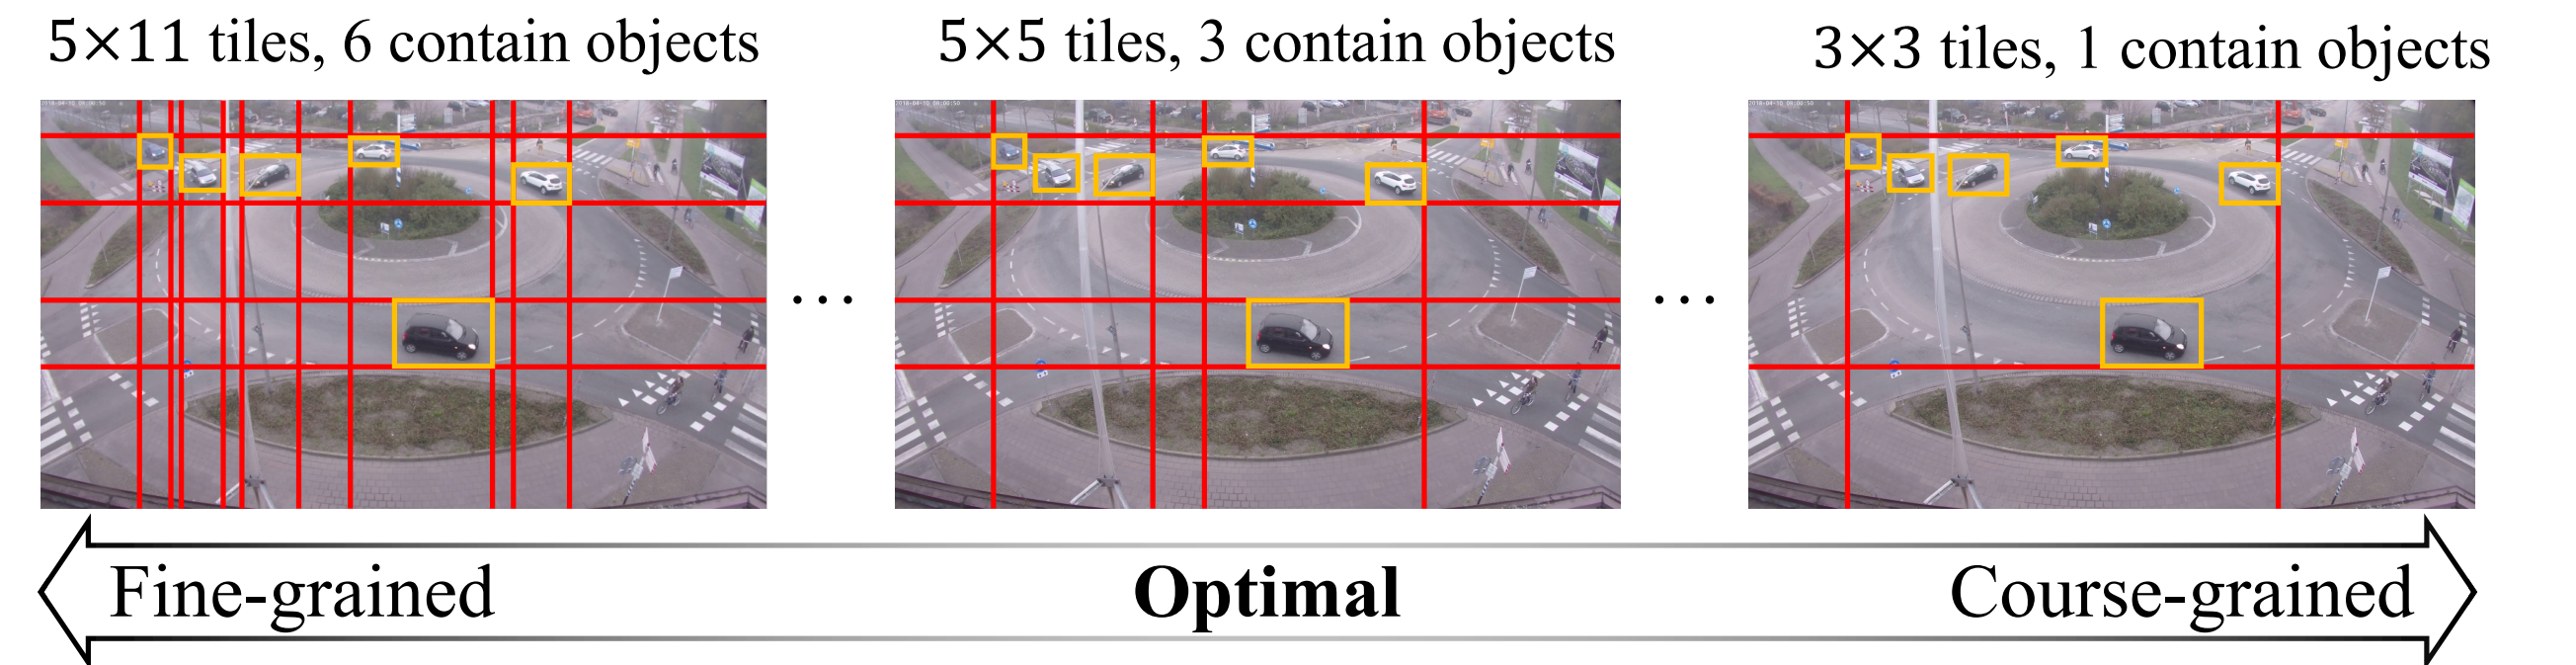 5×11 tiles, 6 contain objects
5×5 tiles, 3 contain objects
3×3 tiles, 1 contain objects
...
...
Fine-grained
Optimal
Course-grained